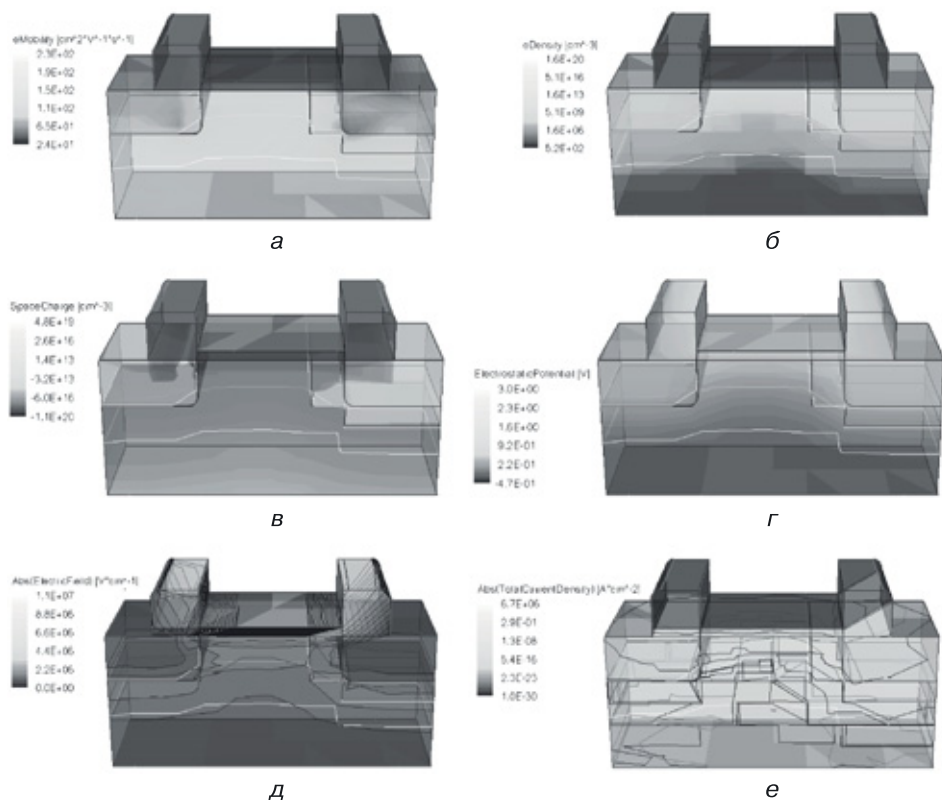 eMobility [cm^2*V^-1*s^-1]
2.3E+02
1.9E+02
1.5E+02
1.1E+02
6.5E+01
2.4E+01
а
eDensity [cm^-3]
1.6E+20
5.1E+16
1.6E+13
5.1E+09
1.6E+06
5.2E+02
б
SpaceCharge [cm^-3]
4.8E+19
2.6E+16
1.4E+13
-3.2E+13
-6.0E+16
-1.1E+20
в
ElectrostaticPotential [V]
3.0E+00
2.3E+00
1.6E+00
9.2E-01
2.2E-01
-4.7E-01
г
Abs(ElectricField) [V*cm^-1]
1.1E+07
8.8E+06
6.6E+06
4.4E+06
2.2E+06
0.0E+00
д
Abs(TotalCurrentDensity) [A*cm^-2]
6.7E+06
2.9E-01
1.3E-08
5.4E-16
2.3E-23
1.0E-30
е